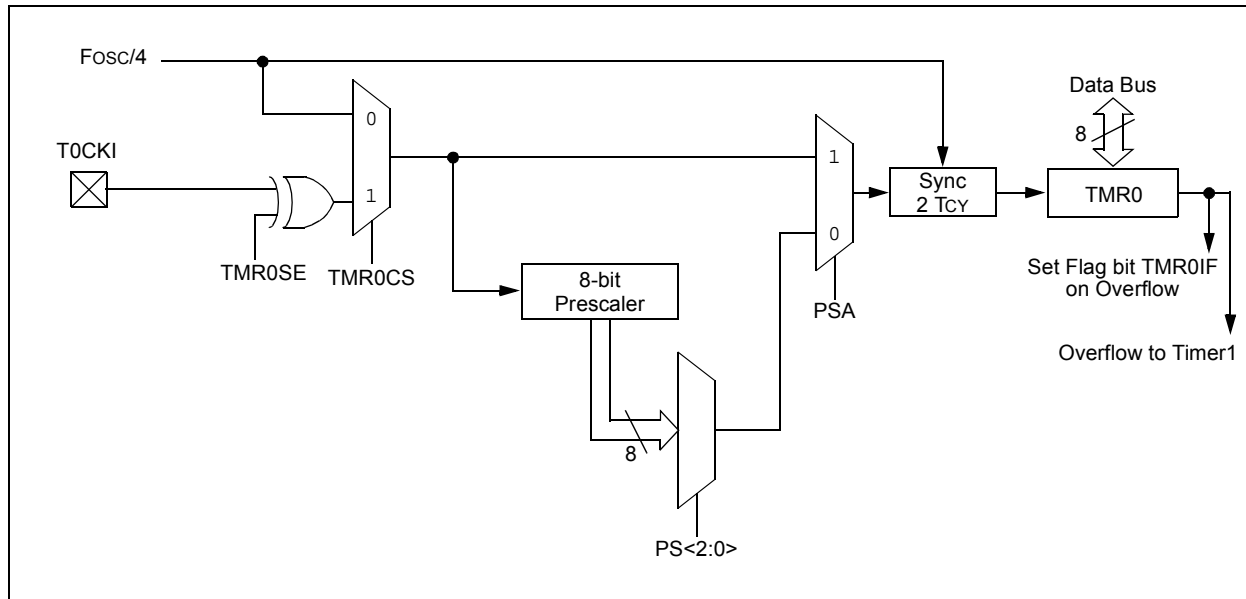 FOSC/4
T0CKI
TMR0SE
TMR0CS
0
1
8-bit
Prescaler
8
PS<2:0>
1
0
PSA
Sync
2 TCY
Data Bus
8
TMR0
Set Flag bit TMR0IF
on Overflow
Overflow to Timer1